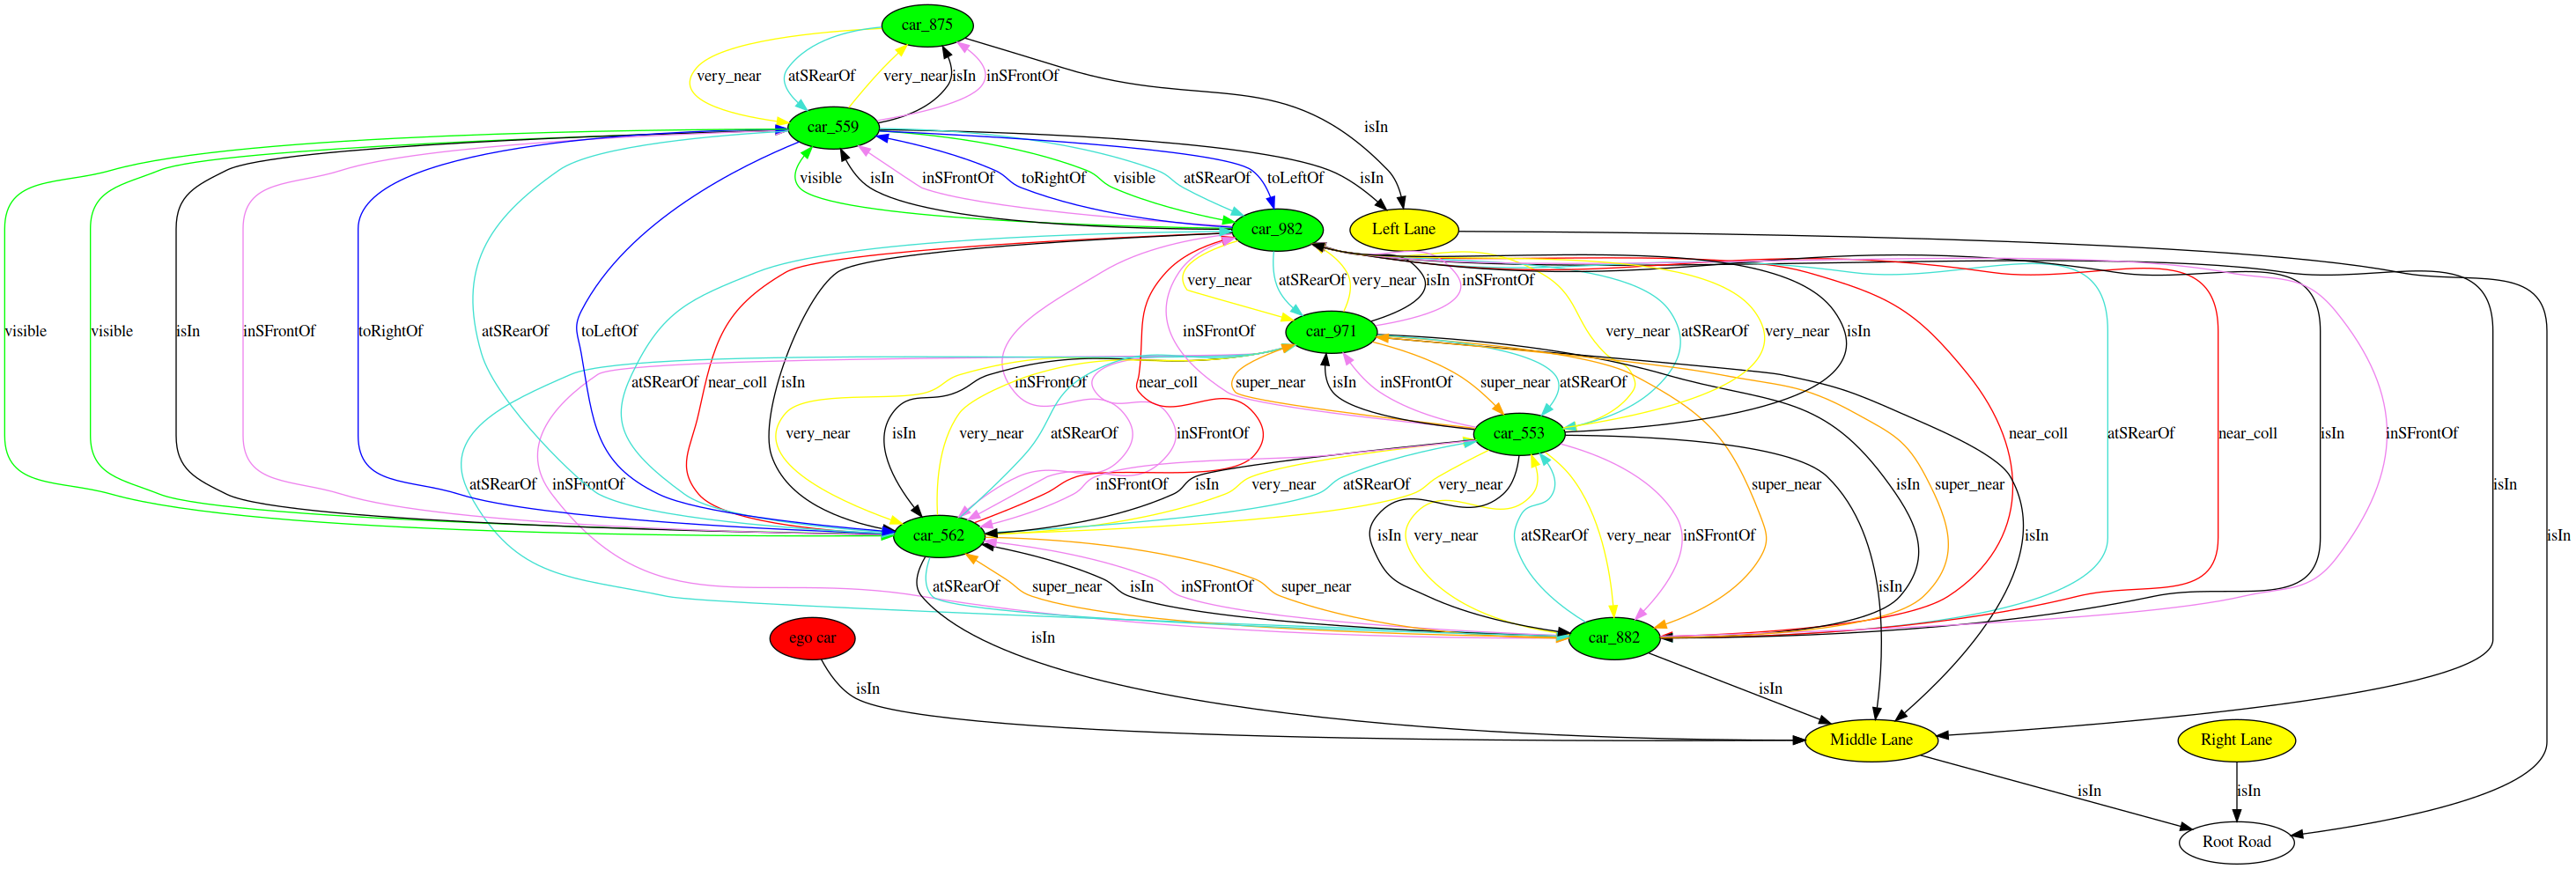 car_875
very_near atSRearOf very_near isIn inSFrontOf
car_559 isIn
visible isIn inSFrontOf toRightOf visible atSRearOf toLeftOf isIn
car_982 Left Lane
very_near atSRearOf very_near isIn inSFrontOf
visible visible isIn inSFrontOf toRightOf atSRearOf toLeftOf inSFrontOf car_971 very_near atSRearOf very_near isIn
atSRearOf near_coll isIn inSFrontOf near_coll super_near isIn inSFrontOf super_near atSRearOf
very_near isIn very_near atSRearOf inSFrontOf car_553 near_coll atSRearOf near_coll isIn inSFrontOf
atSRearOf inSFrontOf inSFrontOf isIn very_near atSRearOf very_near super_near isIn super_near isIn
car_562 isIn very_near atSRearOf very_near inSFrontOf isIn isIn
atSRearOf super_near isIn inSFrontOf super_near isIn
ego car isIn car_882
isIn isIn
Middle Lane Right Lane
isIn isIn
Root Road